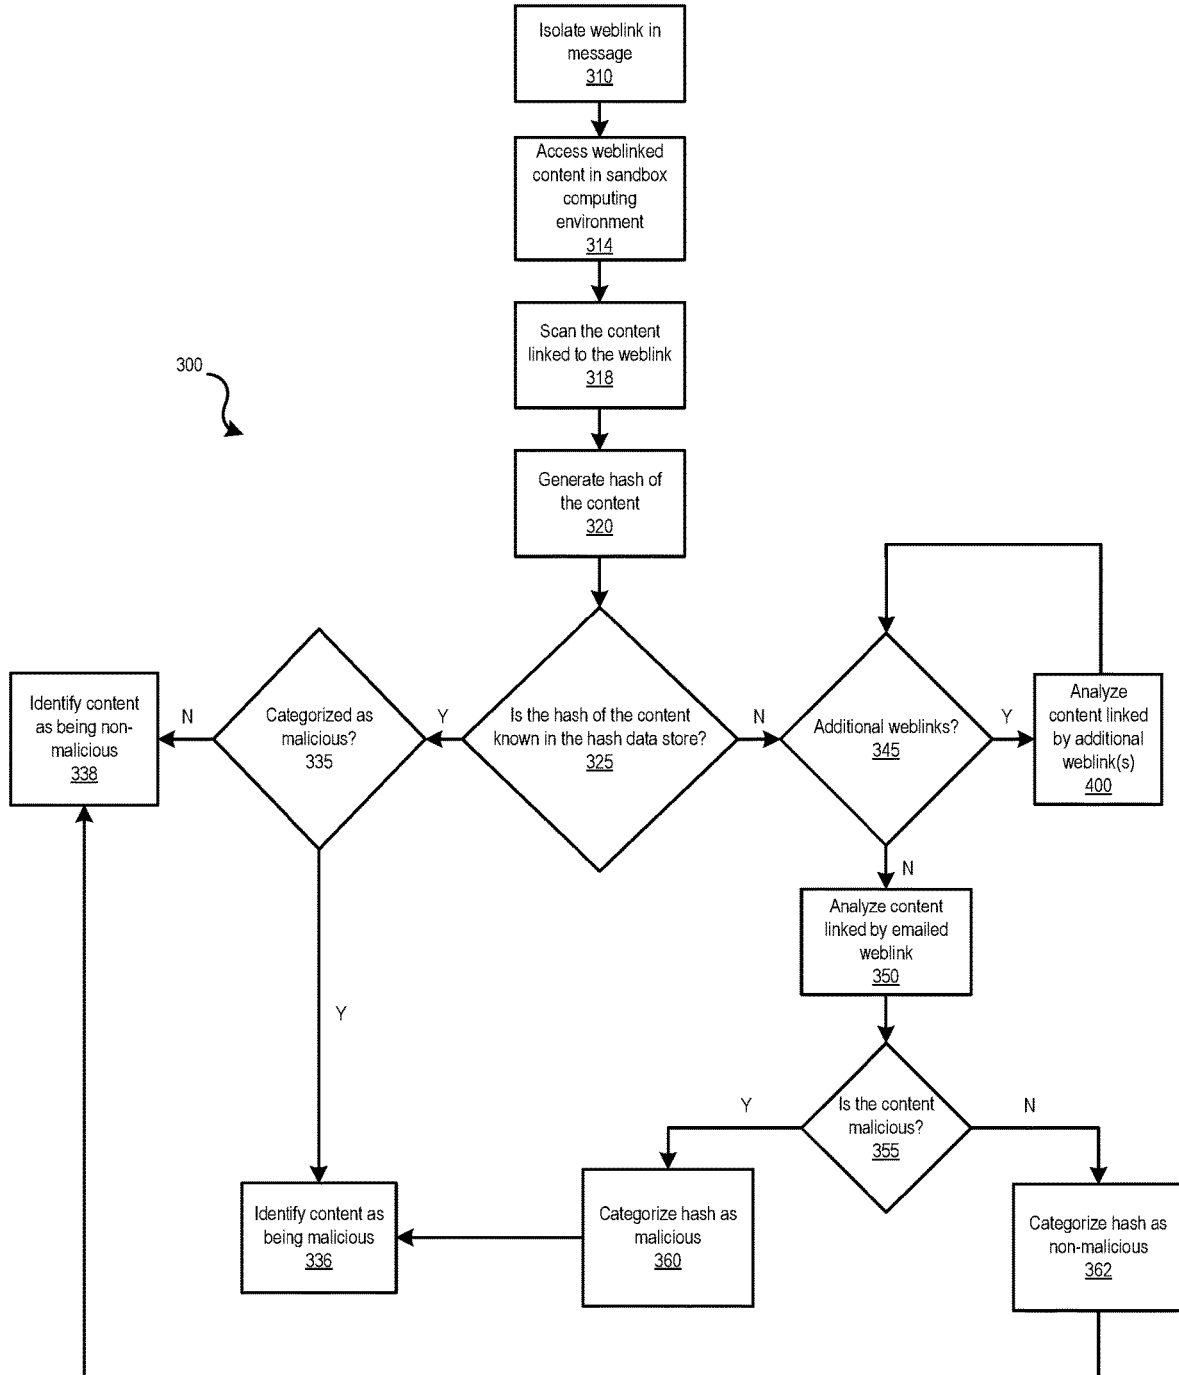 Isolate weblink in
message
310
Access weblinked
content in sandbox
computing
environment
314
Scan the content
linked to the weblink
318
300
Generate hash of
the content
320
Identify content
as being non-
malicious
338
N
Categorized as
malicious?
335
Y
Is the hash of the content
known in the hash data store?
325
N
Additional weblinks?
345
Y
Analyze
content linked
by additional
weblink(s)
400
N
Analyze content
linked by emailed
weblink
350
Y
Y
Is the content
malicious?
355
N
Identify content as
being malicious
336
Categorize hash as
malicious
360
Categorize hash as
non-malicious
362